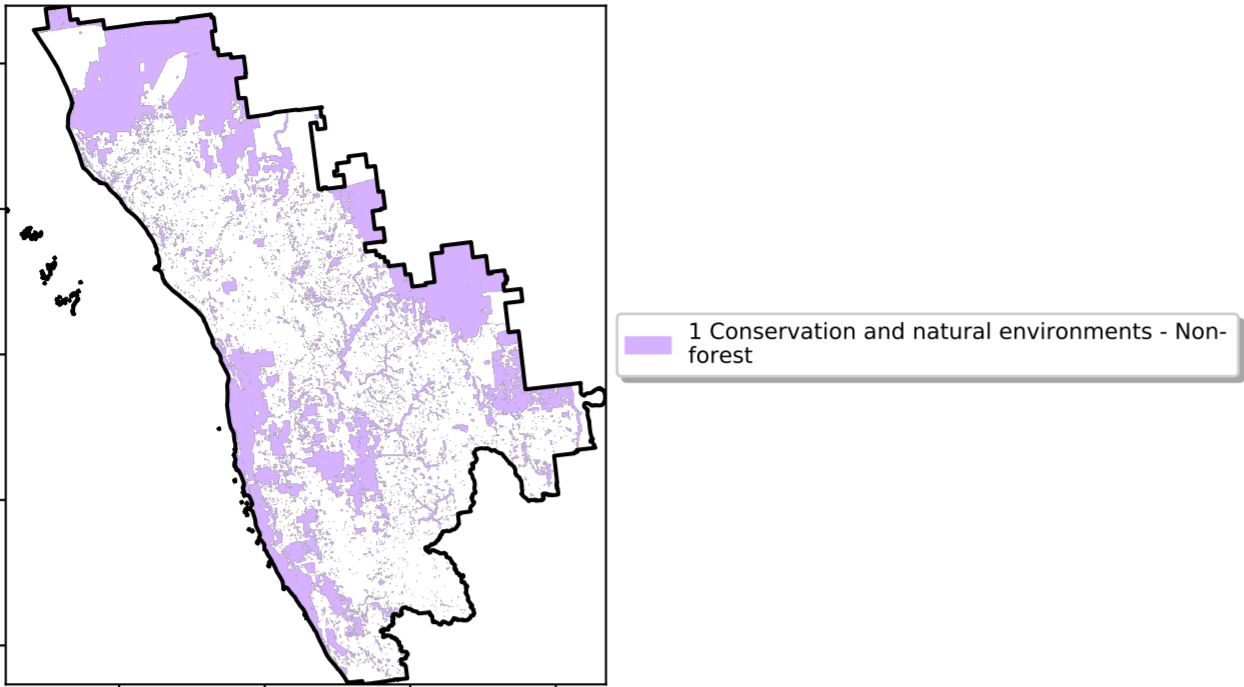 1 Conservation and natural environments - Non-
forest